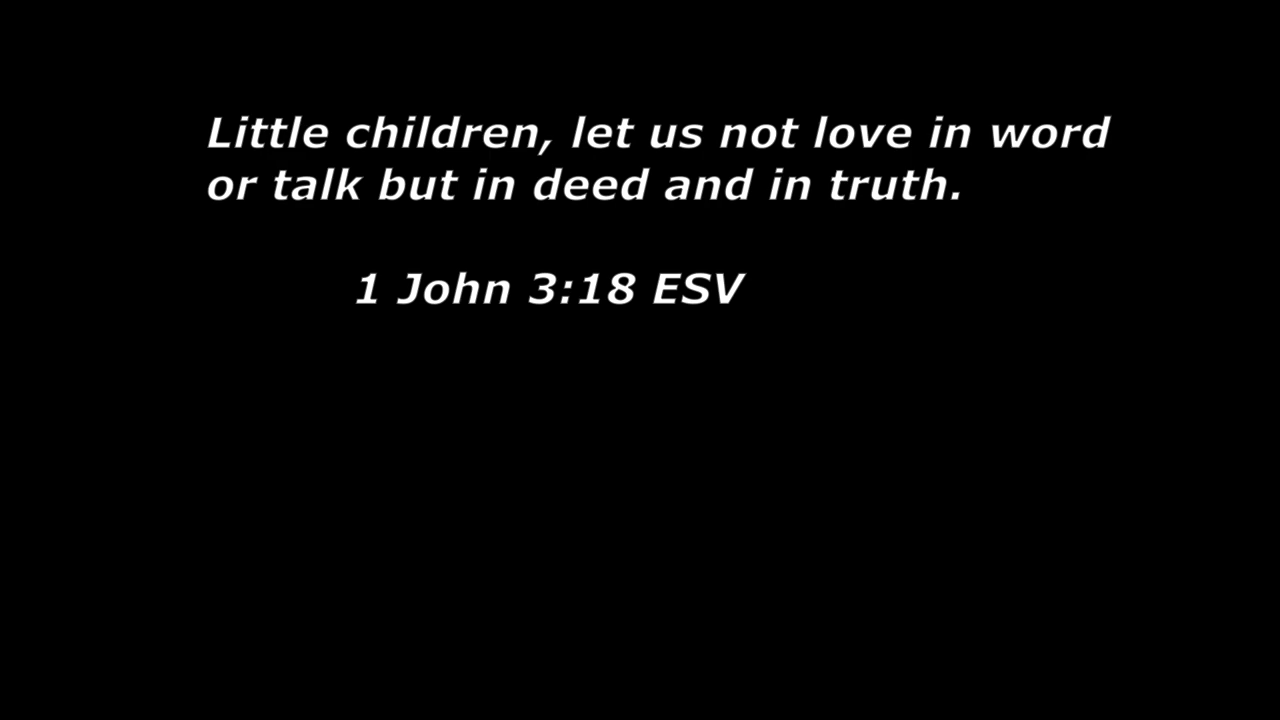 Little children, let us not love in word
or talk but in deed and in truth.
1 John 3:18 ESV